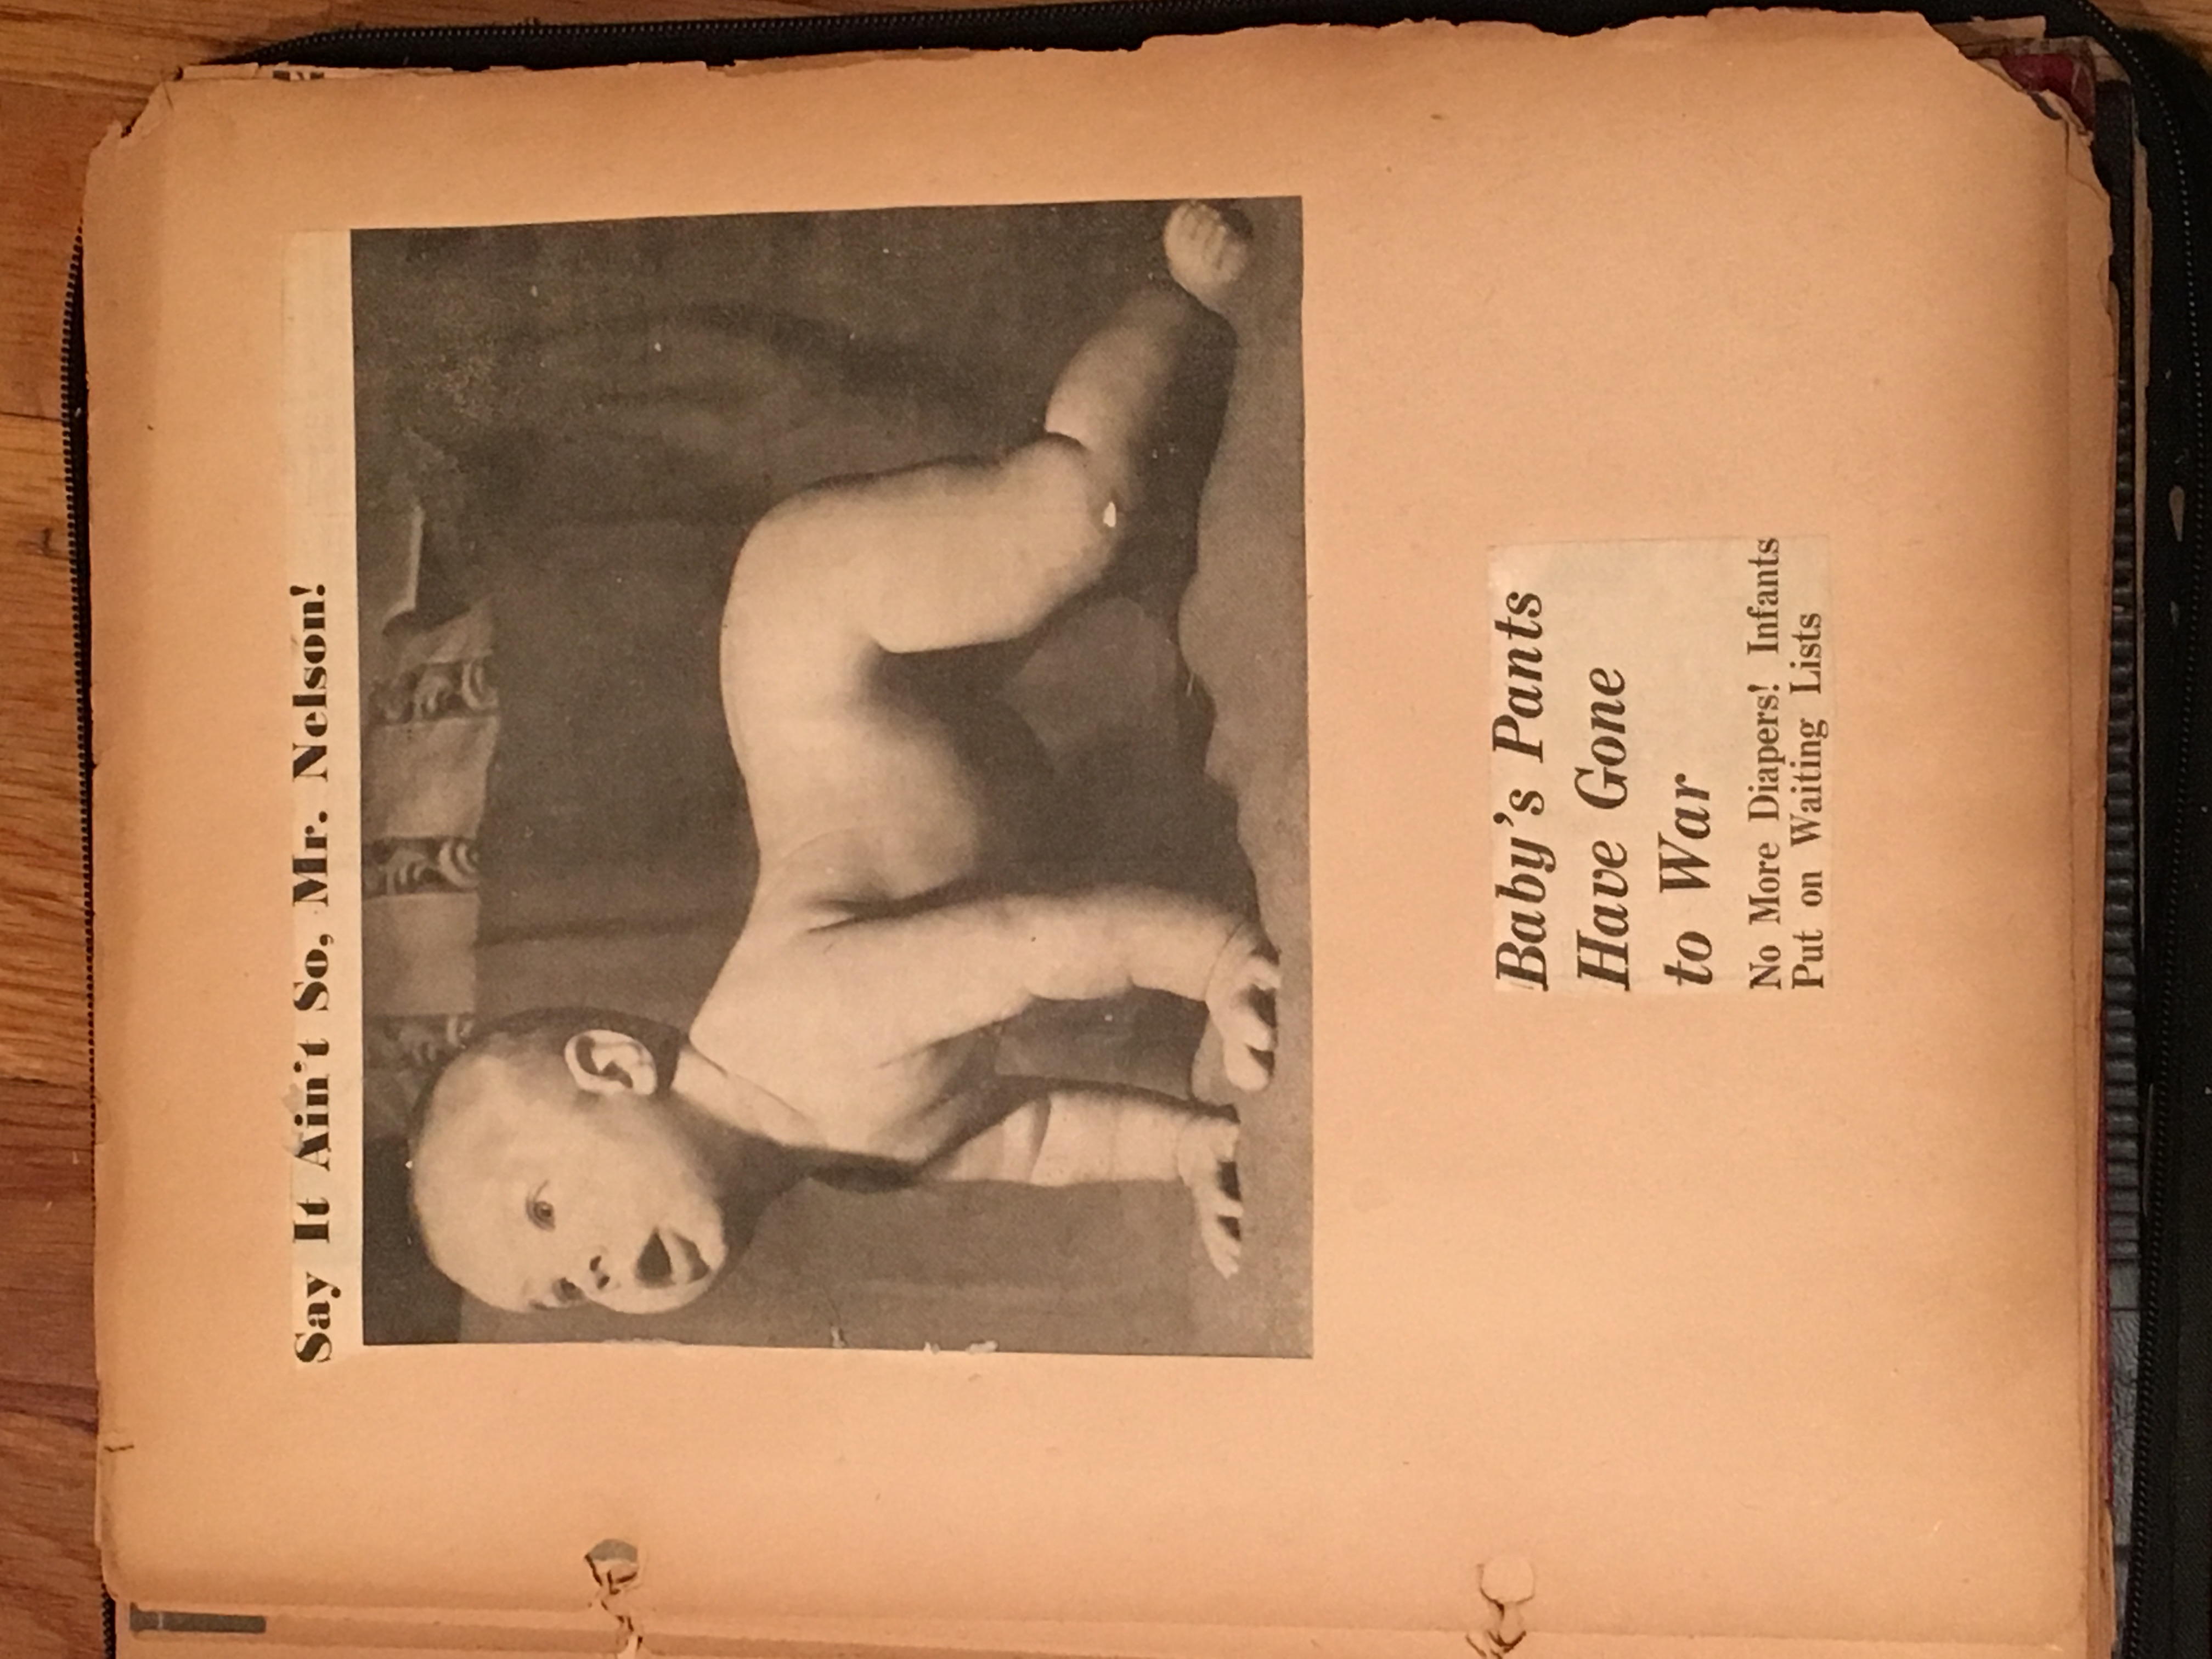 Say It Ain't So, Mr. Nelson!
Baby's Pants
Have Gone
to War
No More Diapers! Infants
Put on Waiting Lists